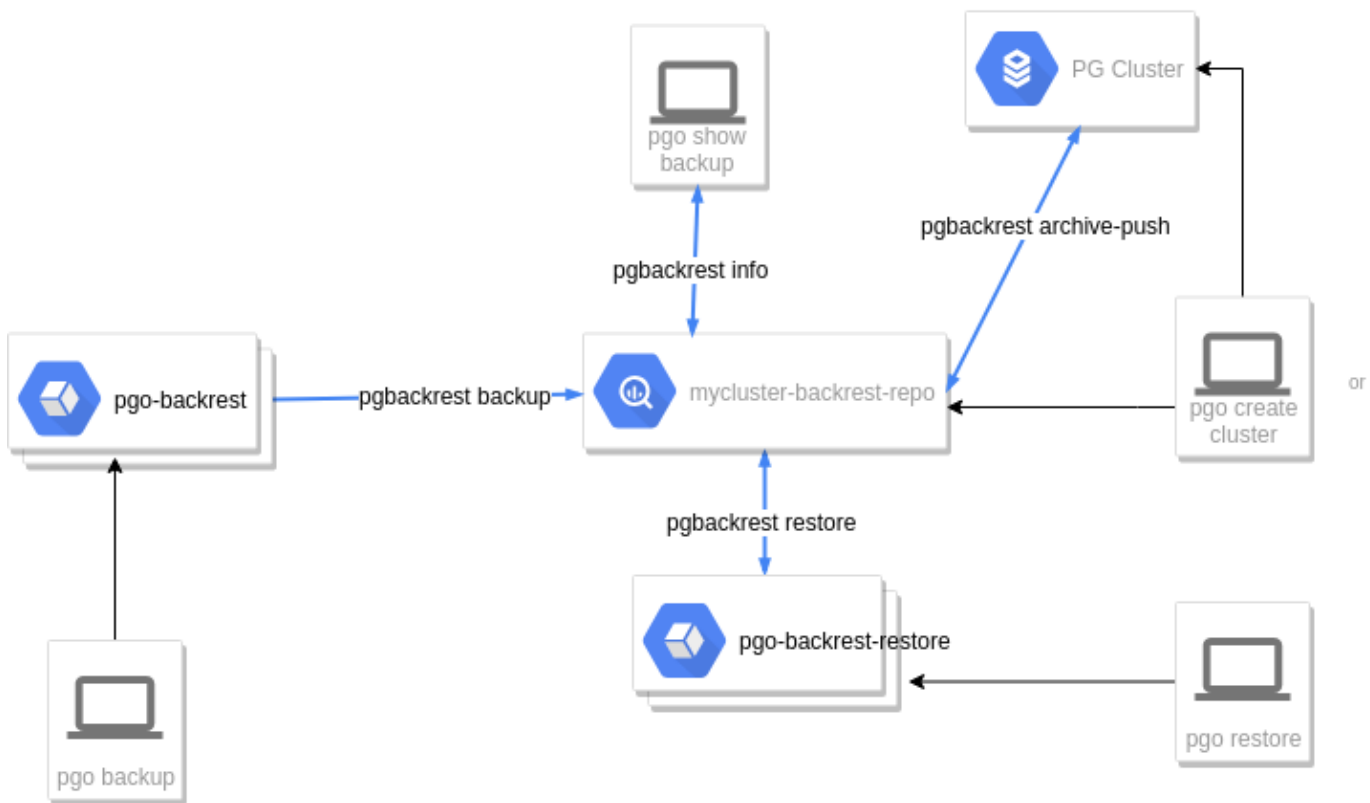 PG Cluster
pgo show
backup
pgbackrest archive-push
pgbackrest info
or
pgo-backrest
pgbackrest backup
mycluster-backrest-repo
pgo create
cluster
pgbackrest restore
pgo-backrest-restore
pgo restore
pgo backup